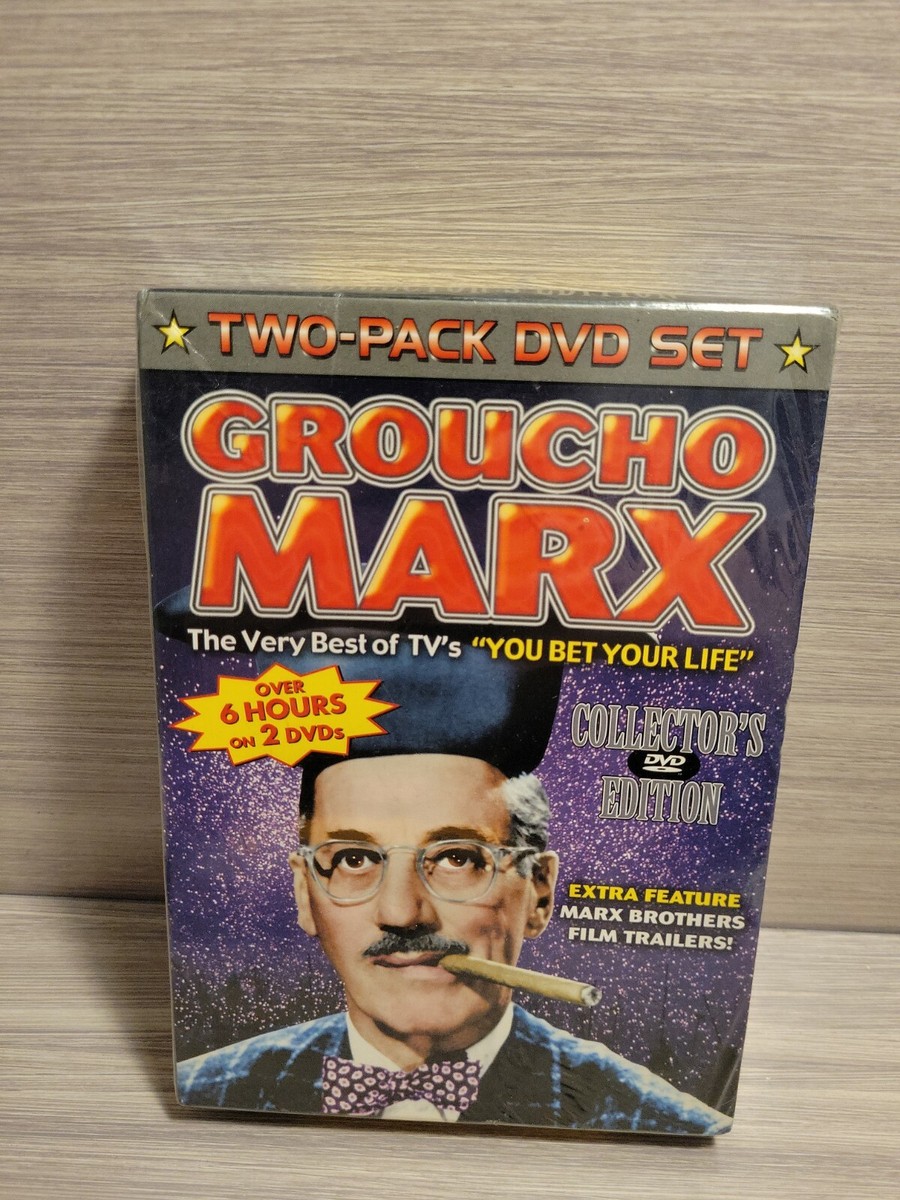 TWO-PACK DVD SET
GROUCHO
MARX
The Very Best of TV's "YOU BET YOUR LIFE"
OVER
6 HOURS
ON 2 DVDs
COLLECTOR'S
DVD
EDITION
EXTRA FEATURE
MARX BROTHERS
FILM TRAILERS!